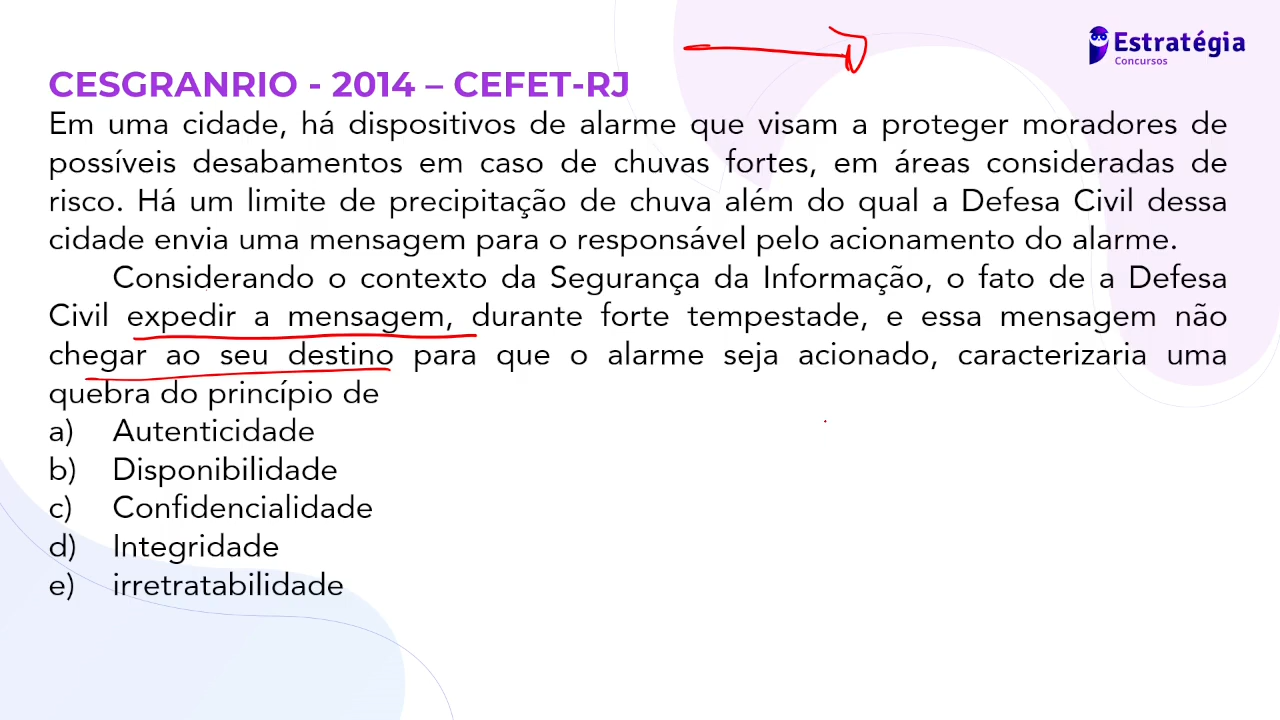 Estratégia
Concursos
CESGRANRIO - 2014 – CEFET-RJ
Em uma cidade, há dispositivos de alarme que visam a proteger moradores de
possíveis desabamentos em caso de chuvas fortes, em áreas consideradas de
risco. Há um limite de precipitação de chuva além do qual a Defesa Civil dessa
cidade envia uma mensagem para o responsável pelo acionamento do alarme.
Considerando o contexto da Segurança da Informação, o fato de a Defesa
Civil expedir a mensagem, durante forte tempestade, e essa mensagem não
chegar ao seu destino para que o alarme seja acionado, caracterizaria uma
quebra do princípio de
a) Autenticidade
b) Disponibilidade
c) Confidencialidade
d) Integridade
e) irretratabilidade